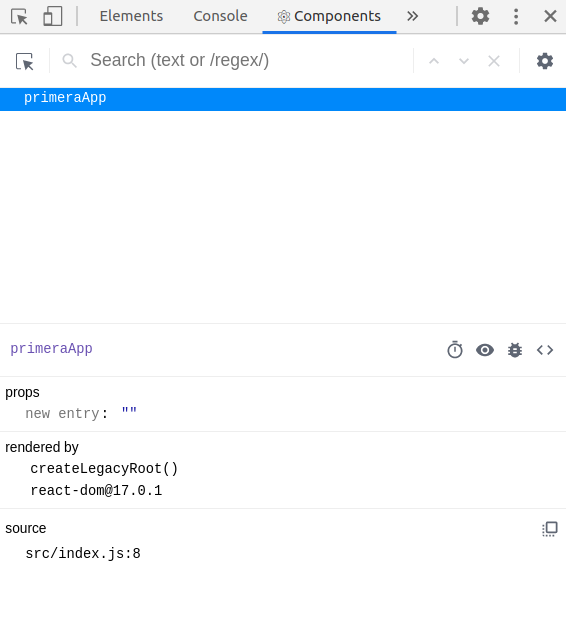 Elements Console Components
Search (text or /regex/)
primeraApp
primeraApp
props
new entry: ""
rendered by
createLegacyRoot()
react-dom@17.0.1
source
src/index.js:8